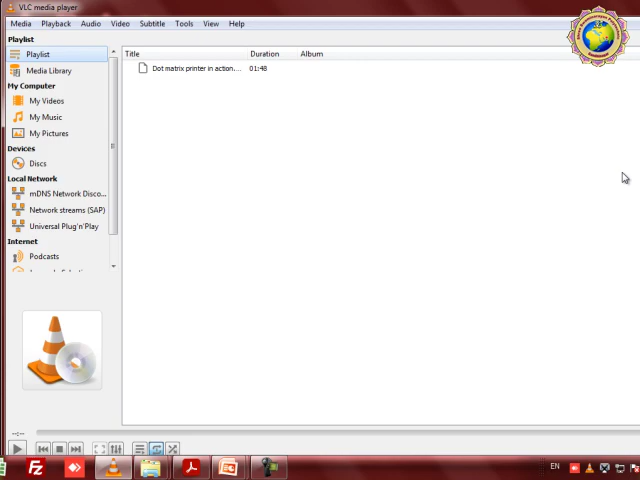 VLC media player
Media Playback Audio Video Subtitle Tools View Help
Playlist
Title Duration Album
Playlist
Dot matrix printer in action.... 01:48
Media Library
My Computer
My Videos
My Music
My Pictures
Devices
Discs
Local Network
mDNS Network Disco...
Network streams (SAP)
Universal Plug'n'Play
Internet
Podcasts
--:--
Fz
EN